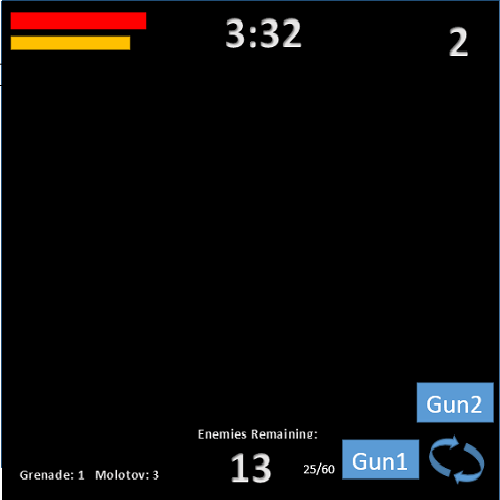 3:32
2
Gun2
Enemies Remaining:
13
25/60
Gun1
Grenade: 1 Molotov: 3